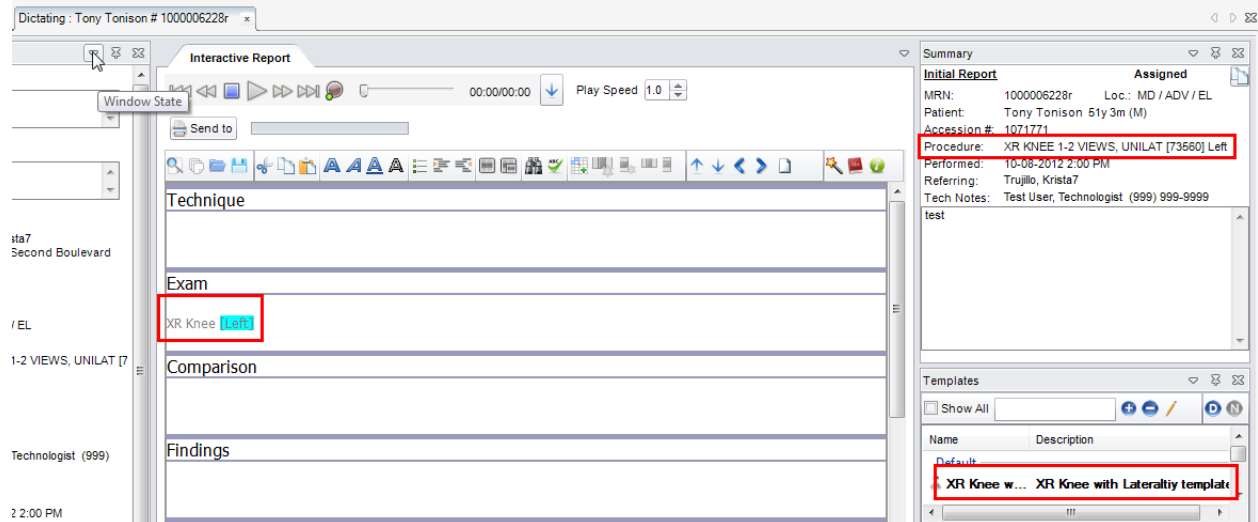 Dictating : Tony Tonison # 1000006228r
Window State
sta7
Second Boulevard
/ EL
1-2 VIEWS, UNILAT [7
Technologist (999)
2 2:00 PM
Interactive Report
00:00/00:00
Play Speed 1.0
Send to
Technique
Exam
XR Knee [Left]
Comparison
Findings
Summary
Initial Report Assigned
MRN: 1000006228r Loc.: MD / ADV / EL
Patient: Tony Tonison 51y 3m (M)
Accession #: 1071771
Procedure: XR KNEE 1-2 VIEWS, UNILAT [73560] Left
Performed: 10-08-2012 2:00 PM
Referring: Trujillo, Krista7
Tech Notes: Test User, Technologist (999) 999-9999
test
Templates
Show All
D N
Name Description
Default
XR Knee w... XR Knee with Lateraltiy template